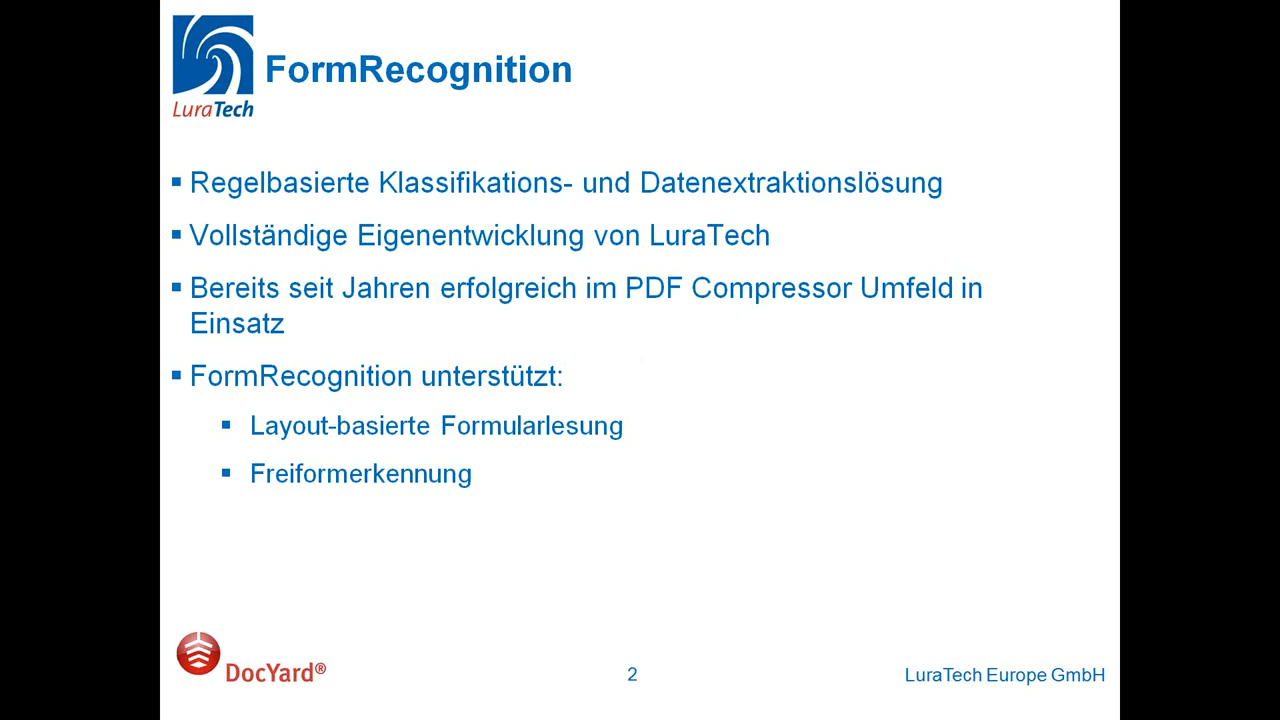 FormRecognition
LuraTech
▪ Regelbasierte Klassifikations- und Datenextraktionslösung
▪ Vollständige Eigenentwicklung von LuraTech
▪ Bereits seit Jahren erfolgreich im PDF Compressor Umfeld in
Einsatz
▪ FormRecognition unterstützt:
▪ Layout-basierte Formularlesung
▪ Freiformerkennung
DocYard®
2
LuraTech Europe GmbH